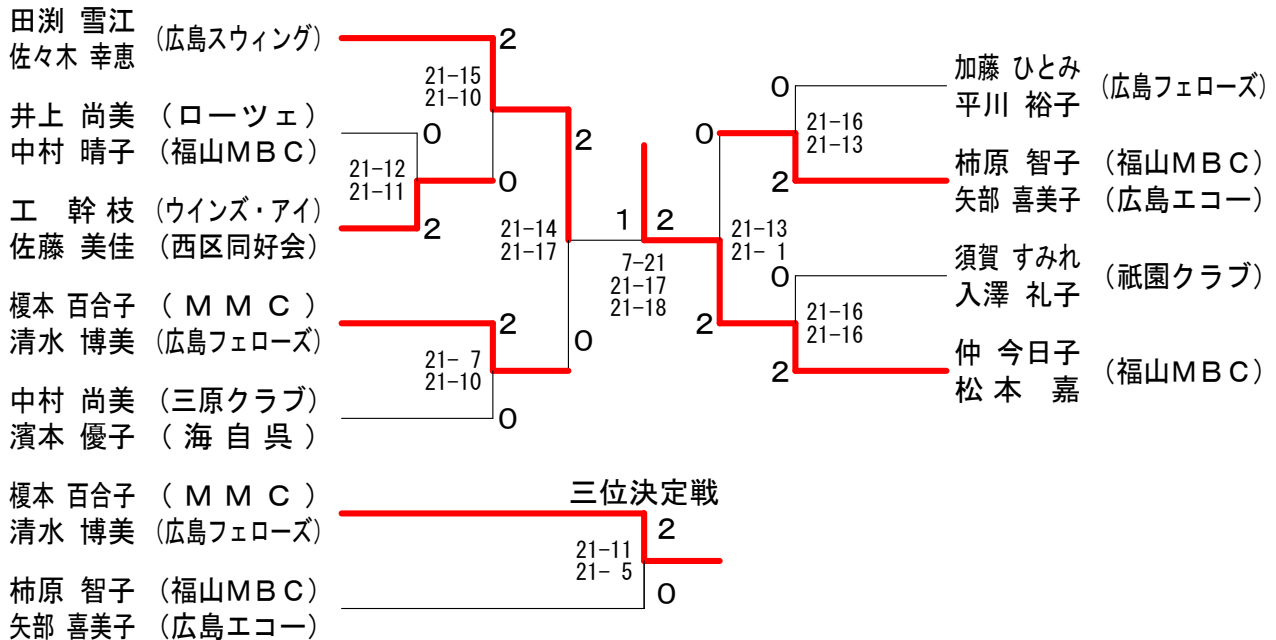 田渕 雪江
佐々木 幸恵
(広島スウィング)
2
21-15
21-10
井上 尚美 (ローツェ)
中村 晴子 (福山MBC)
0
21-12
21-11
0
工 幹枝 (ウインズ・アイ)
佐藤 美佳 (西区同好会)
2
2
21-14
21-17
榎本 百合子 (MMC)
清水 博美 (広島フェローズ)
2
21- 7
21-10
0
中村 尚美 (三原クラブ)
濱本 優子 (海自呉)
0
1
2
7-21
21-17
21-18
加藤 ひとみ
平川 裕子
(広島フェローズ)
0
21-16
21-13
0
柿原 智子 (福山MBC)
矢部 喜美子 (広島エコー)
2
21-13
21- 1
須賀 すみれ
入澤 礼子
(祇園クラブ)
0
21-16
21-16
2
仲 今日子
松本 嘉
(福山MBC)
2
三位決定戦
榎本 百合子 (MMC)
清水 博美 (広島フェローズ)
2
21-11
21- 5
柿原 智子 (福山MBC)
矢部 喜美子 (広島エコー)
0